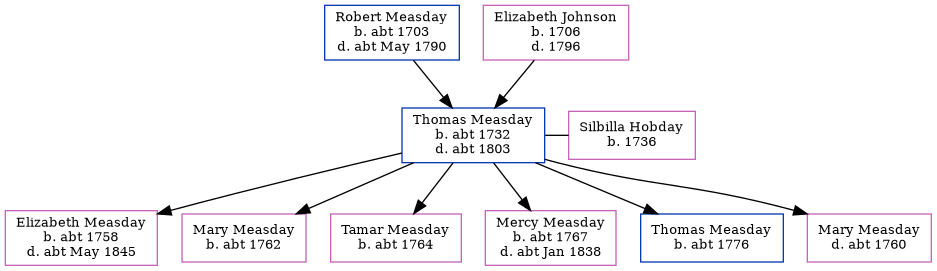 Robert Measday
b. abt 1703
d. abt May 1790
Elizabeth Johnson
b. 1706
d. 1796
Thomas Measday
b. abt 1732
d. abt 1803
Silbilla Hobday
b. 1736
Elizabeth Measday
b. abt 1758
d. abt May 1845
Mary Measday
b. abt 1762
Tamar Measday
b. abt 1764
Mercy Measday
b. abt 1767
d. abt Jan 1838
Thomas Measday
b. abt 1776
Mary Measday
d. abt 1760